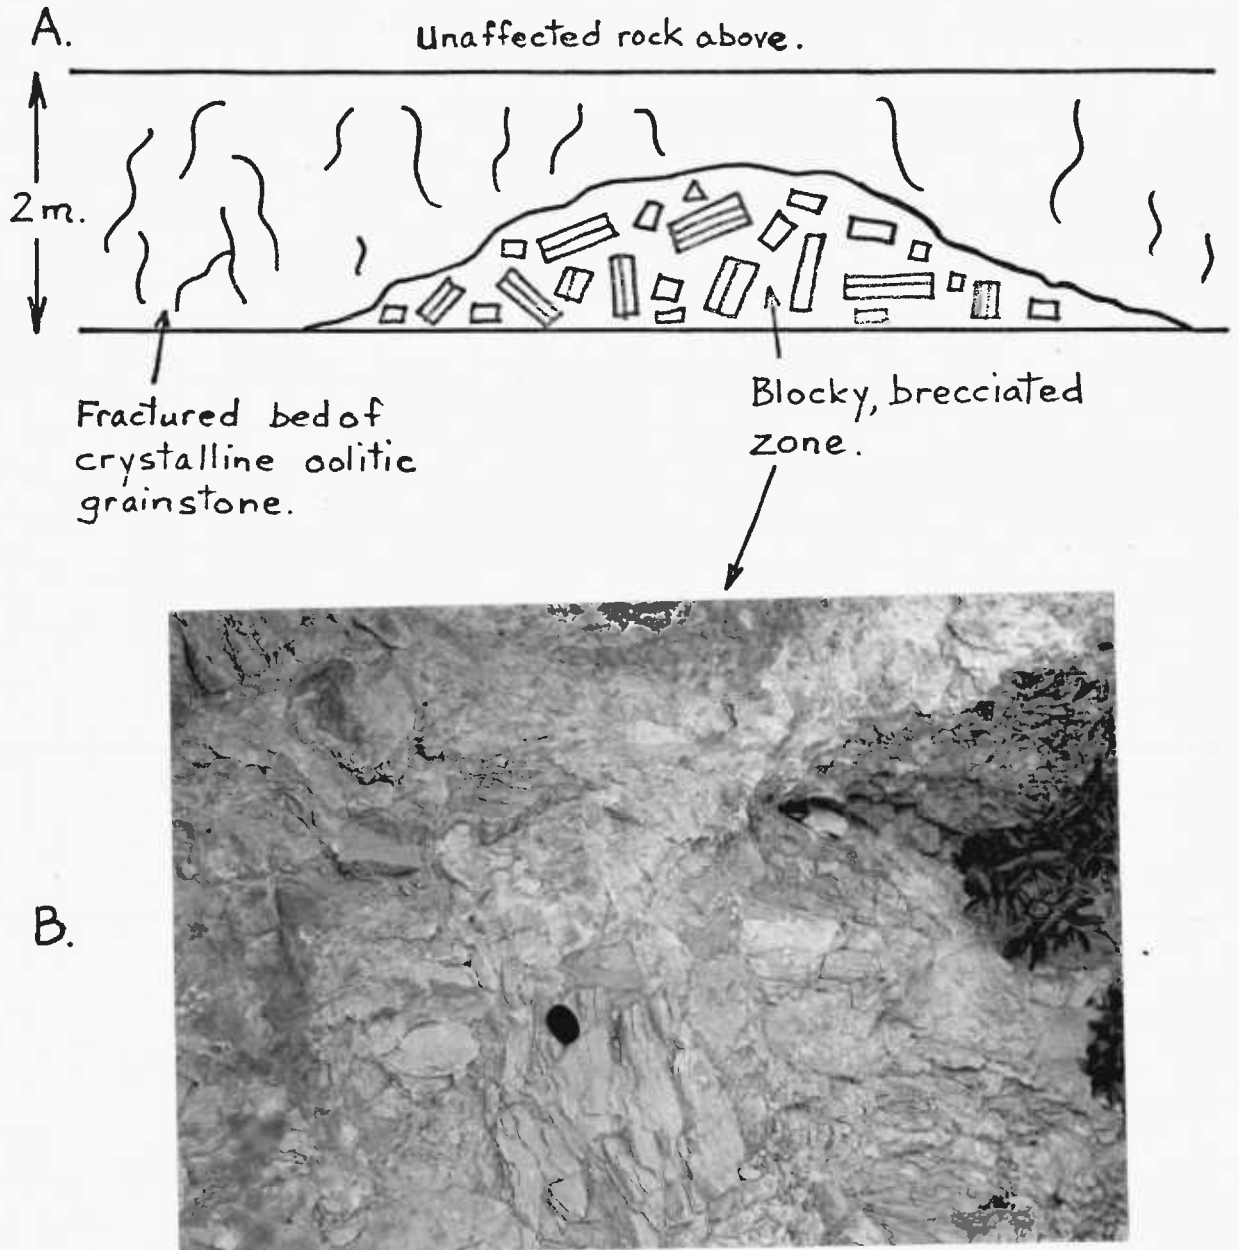 A.
Unaffected rock above.
2m.
Fractured bed of
crystalline oolitic
grainstone.
Blocky, brecciated
zone.
B.